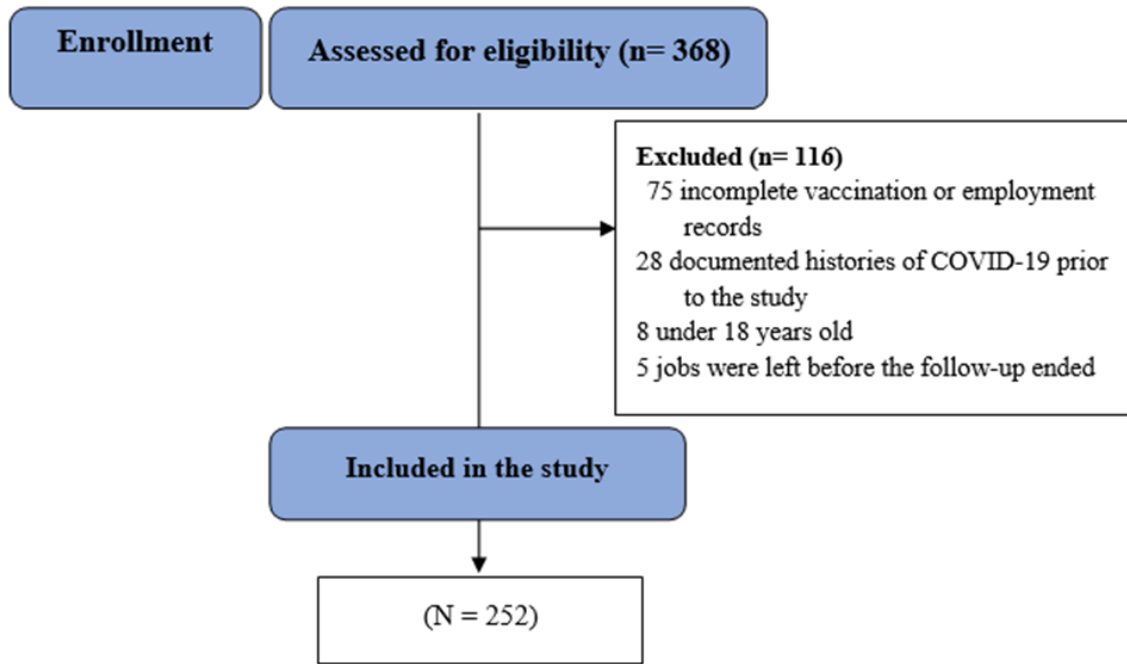 Enrollment
Assessed for eligibility (n= 368)
Excluded (n= 116)
75 incomplete vaccination or employment
records
28 documented histories of COVID-19 prior
to the study
8 under 18 years old
5 jobs were left before the follow-up ended
Included in the study
(N = 252)